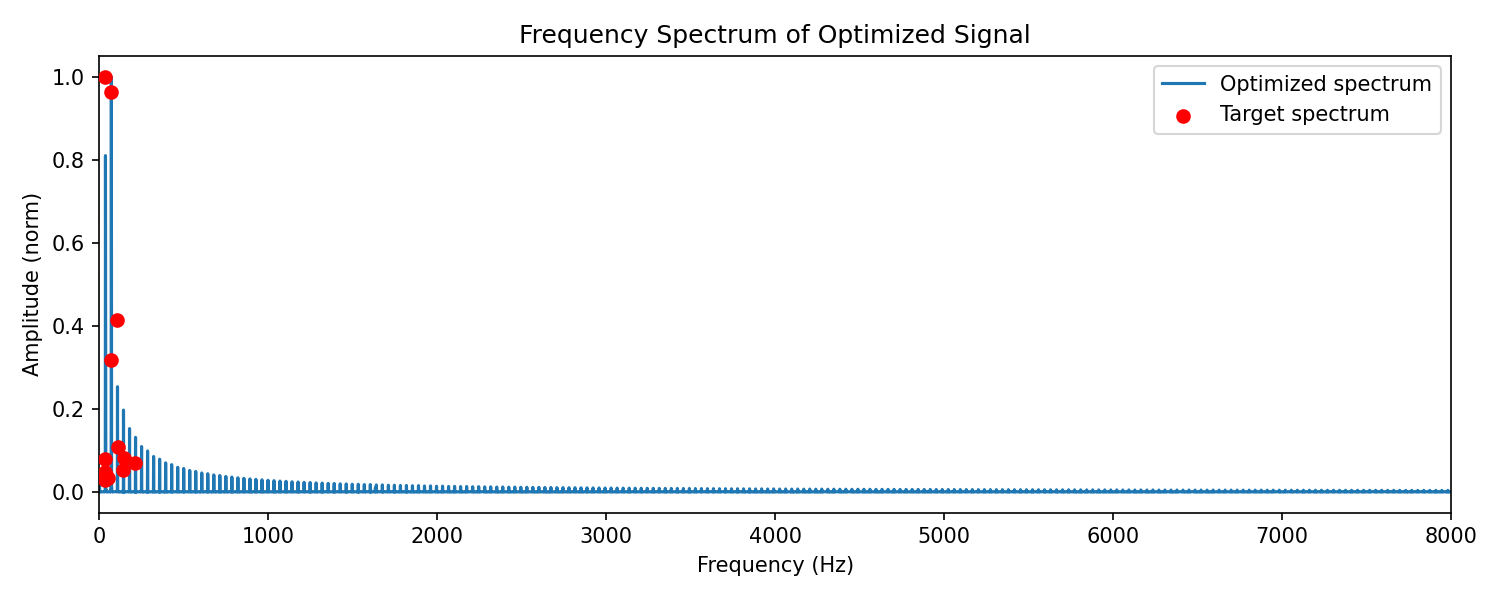 Frequency Spectrum of Optimized Signal
Optimized spectrum
Target spectrum
Amplitude (norm)
1.0
0.8
0.6
0.4
0.2
0.0
0 1000 2000 3000 4000 5000 6000 7000 8000
Frequency (Hz)